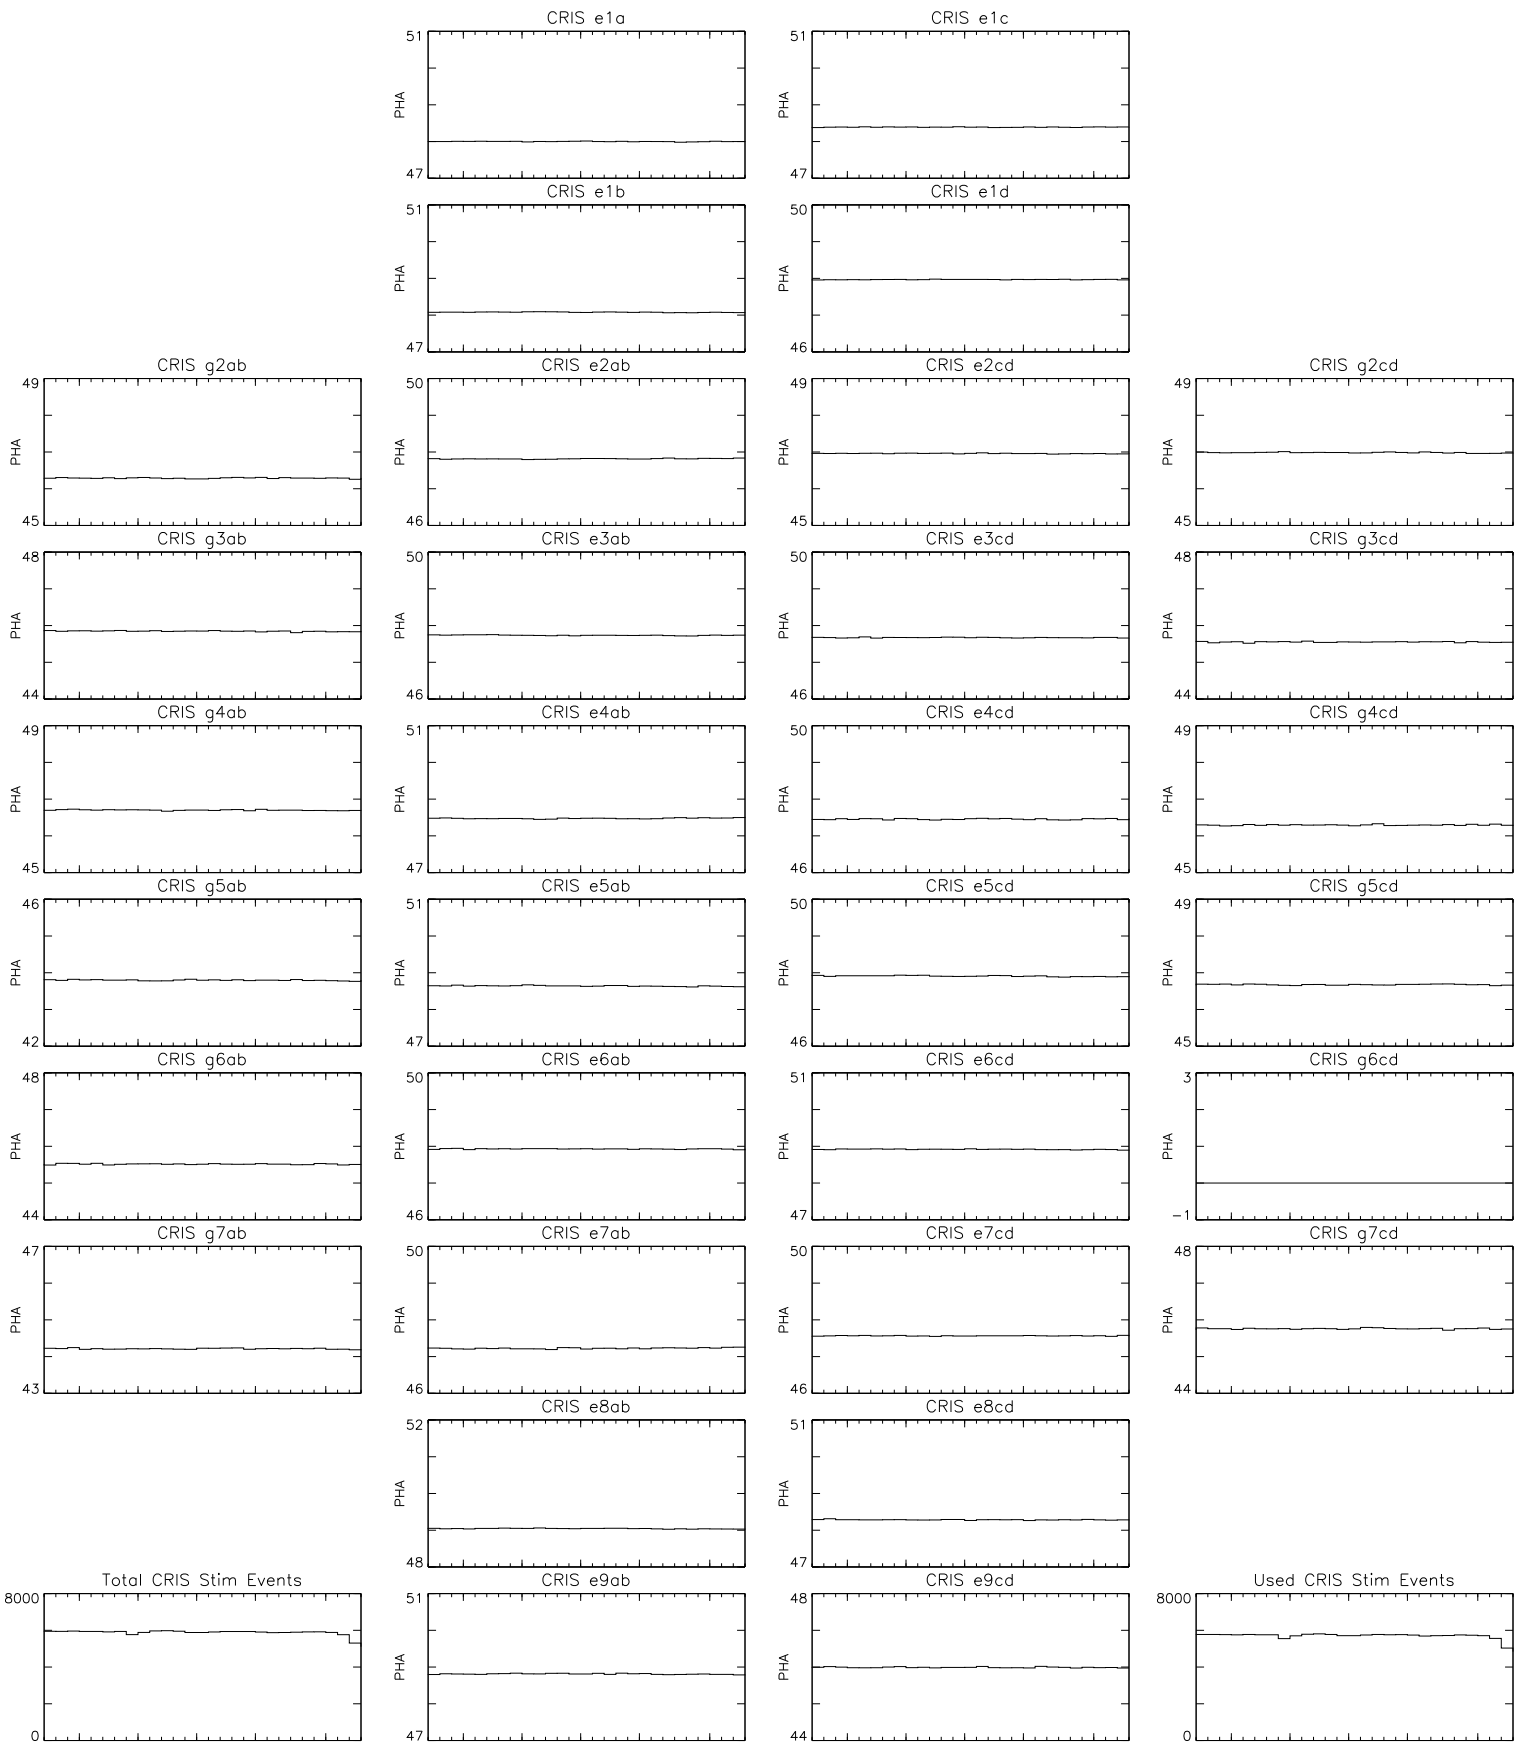 CRIS e1a
CRIS e1c
51
PHA
47
51
PHA
47
CRIS e1b
CRIS e1d
51
PHA
47
50
PHA
46
CRIS g2ab
CRIS e2ab
CRIS e2cd
CRIS g2cd
49
PHA
45
50
PHA
46
49
PHA
45
49
PHA
45
CRIS g3ab
CRIS e3ab
CRIS e3cd
CRIS g3cd
48
PHA
44
50
PHA
46
50
PHA
46
48
PHA
44
CRIS g4ab
CRIS e4ab
CRIS e4cd
CRIS g4cd
49
PHA
45
51
PHA
47
50
PHA
46
49
PHA
45
CRIS g5ab
CRIS e5ab
CRIS e5cd
CRIS g5cd
46
PHA
42
51
PHA
47
50
PHA
46
49
PHA
45
CRIS g6ab
CRIS e6ab
CRIS e6cd
CRIS g6cd
48
PHA
44
50
PHA
46
51
PHA
47
3
PHA
-1
CRIS g7ab
CRIS e7ab
CRIS e7cd
CRIS g7cd
47
PHA
43
50
PHA
46
50
PHA
46
48
PHA
44
CRIS e8ab
CRIS e8cd
52
PHA
48
51
PHA
47
Total CRIS Stim Events
CRIS e9ab
CRIS e9cd
Used CRIS Stim Events
8000
0
51
PHA
47
48
PHA
44
8000
0